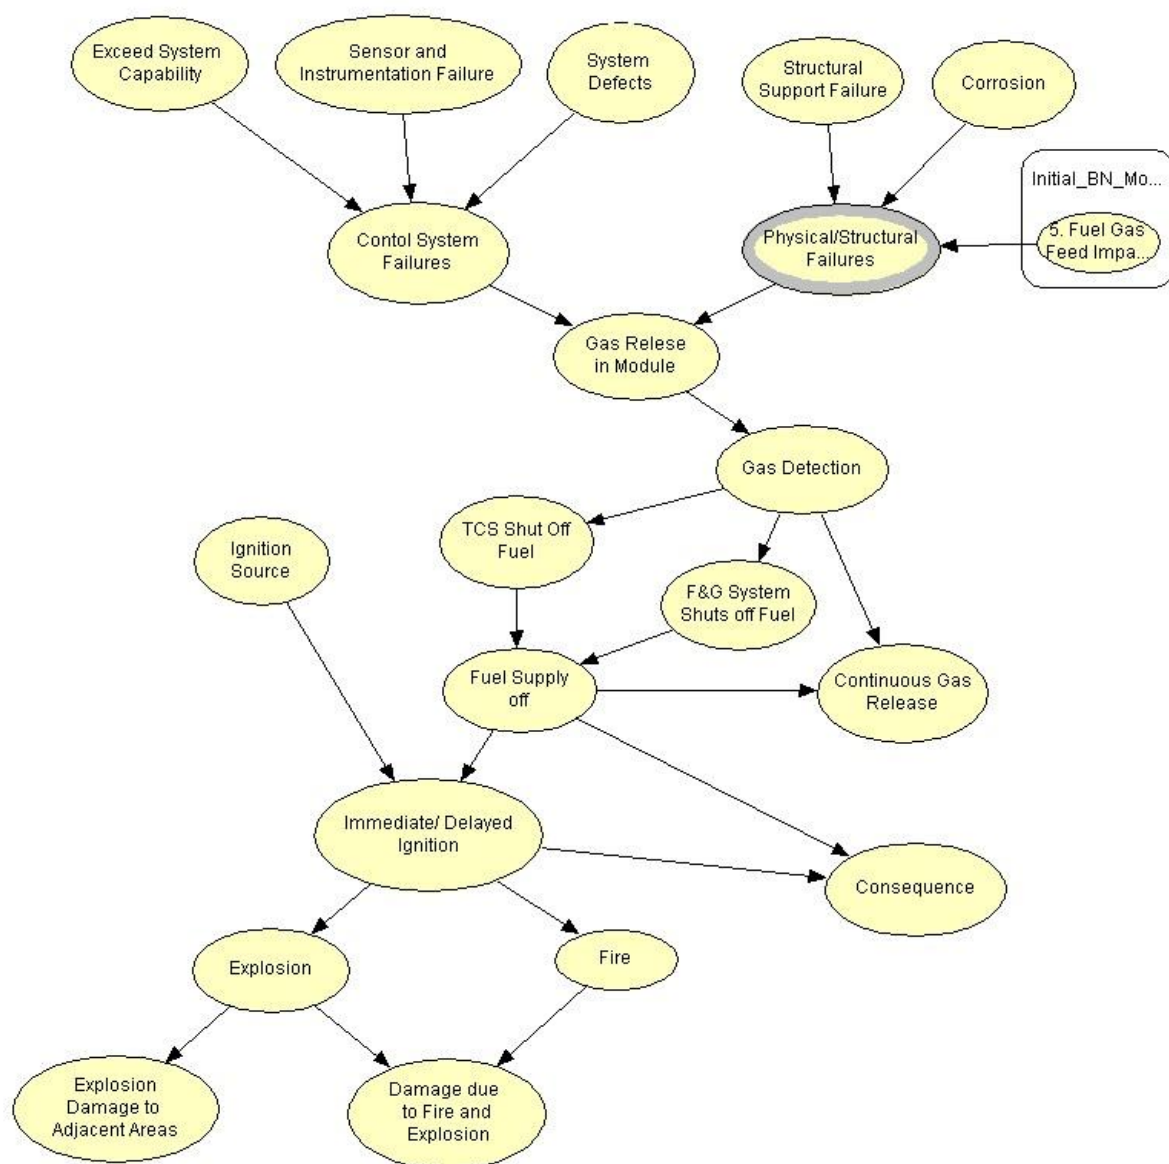 Exceed System
Capability
Sensor and
Instrumentation Failure
System
Defects
Structural
Support Failure
Corrosion
Initial_BN_Mo...
5. Fuel Gas
Feed Impa...
Contol System
Failures
Physical/Structural
Failures
Gas Relese
in Module
Gas Detection
TCS Shut Off
Fuel
Ignition
Source
F&G System
Shuts off Fuel
Fuel Supply
off
Continuous Gas
Release
Immediate/ Delayed
Ignition
Consequence
Explosion
Fire
Explosion
Damage to
Adjacent Areas
Damage due
to Fire and
Explosion